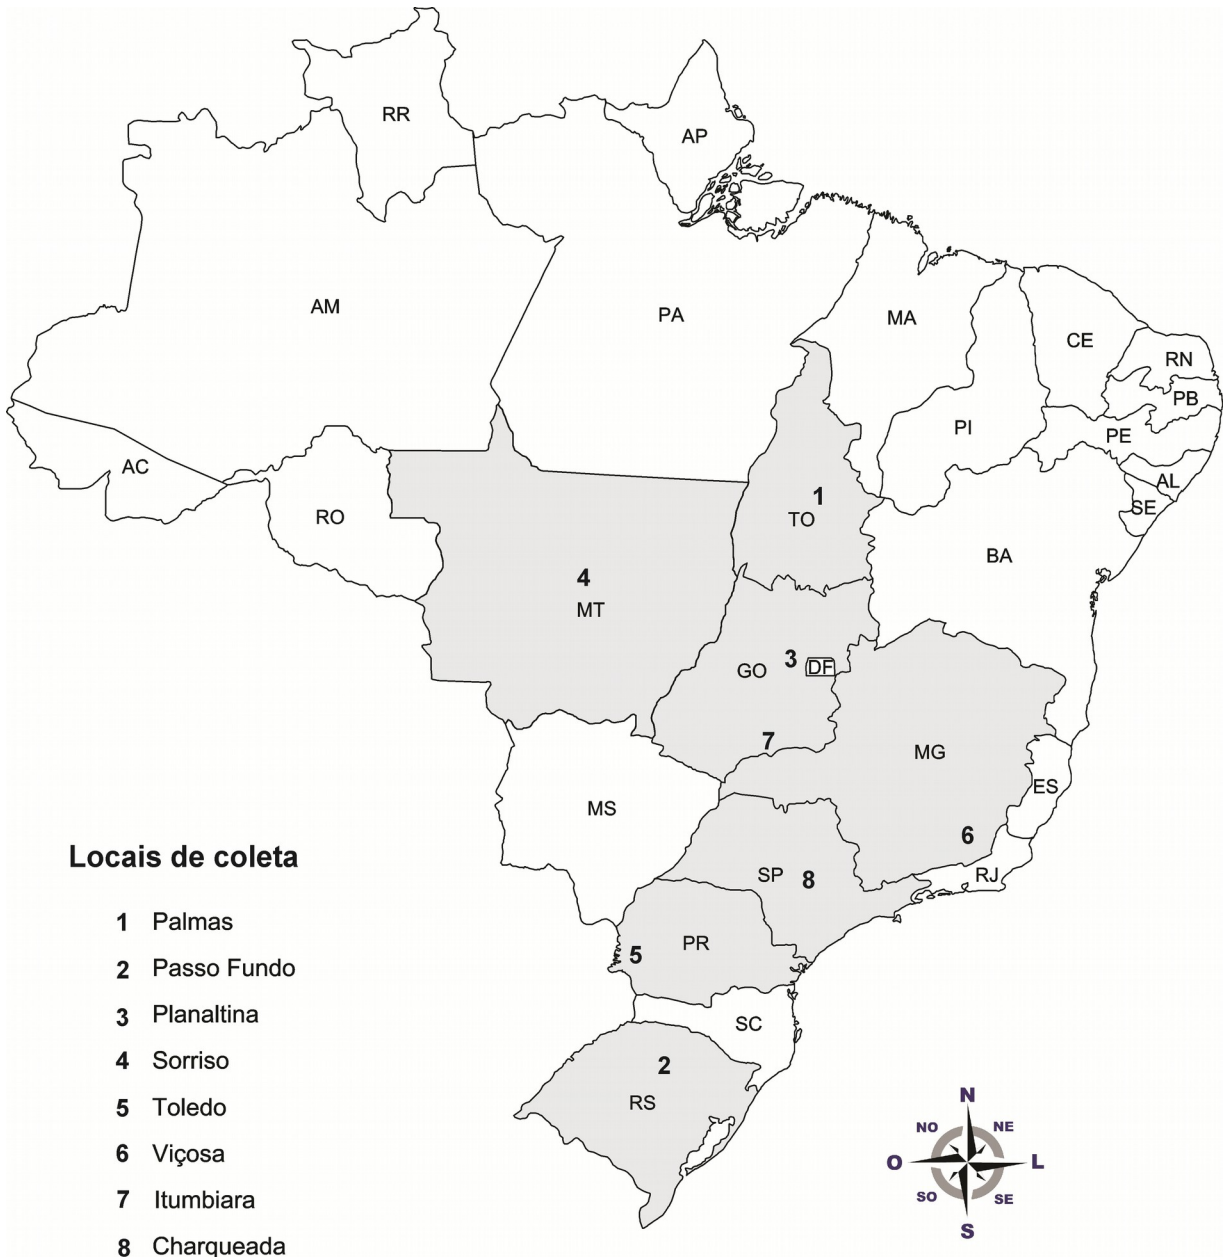 RR
AP
AM
PA
MA
CE
RN
PB
PI
PE
AC
AL
1
SE
RO
TO
BA
4
MT
3
GO
DF
7
MG
ES
MS
6
Locais de coleta
SP
8
RJ
1 Palmas
PR
5
2 Passo Fundo
3 Planaltina
SC
4 Sorriso
2
5 Toledo
RS
N
NO
NE
6 Viçosa
O
L
7 Itumbiara
SO
SE
S
8 Charqueada